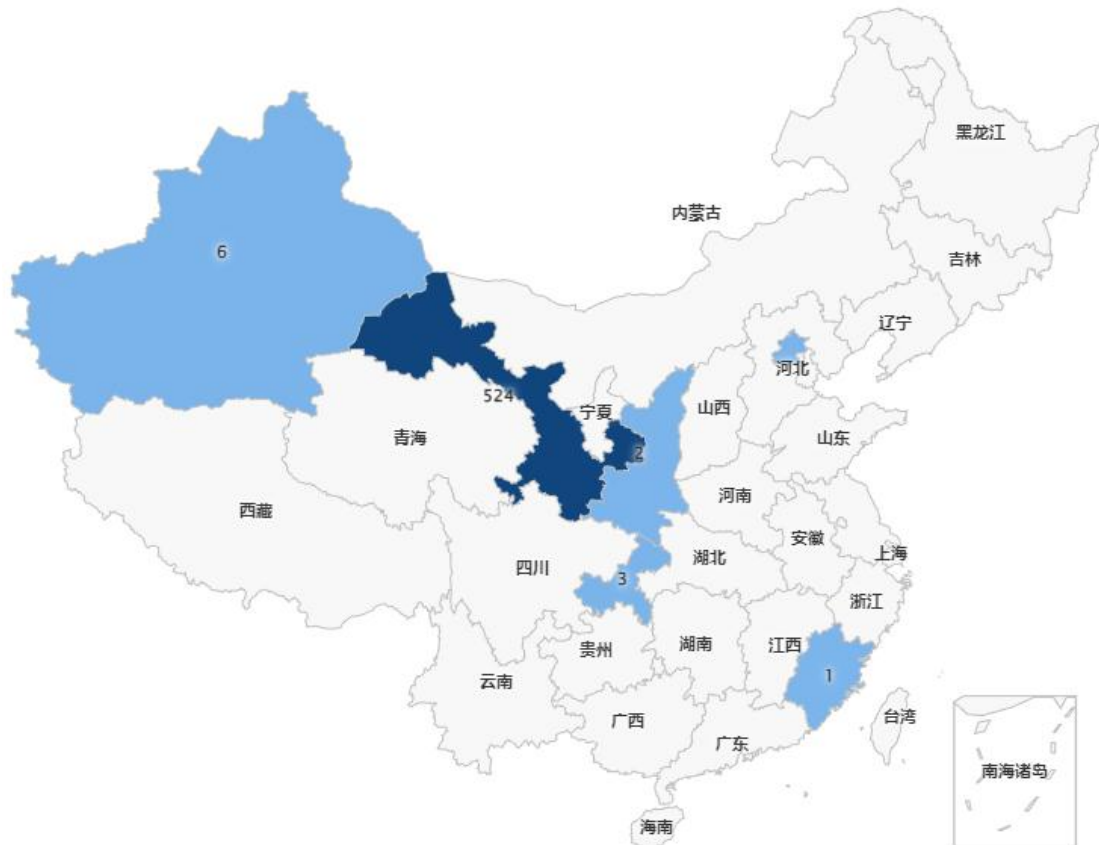 黑龙江
内蒙古
6
吉林
辽宁
河北
524
宁夏
山西
山东
青海
2
河南
西藏
安徽
上海
四川
湖北
3
浙江
贵州
湖南
江西
1
云南
广西
广东
台湾
南海诸岛
海南